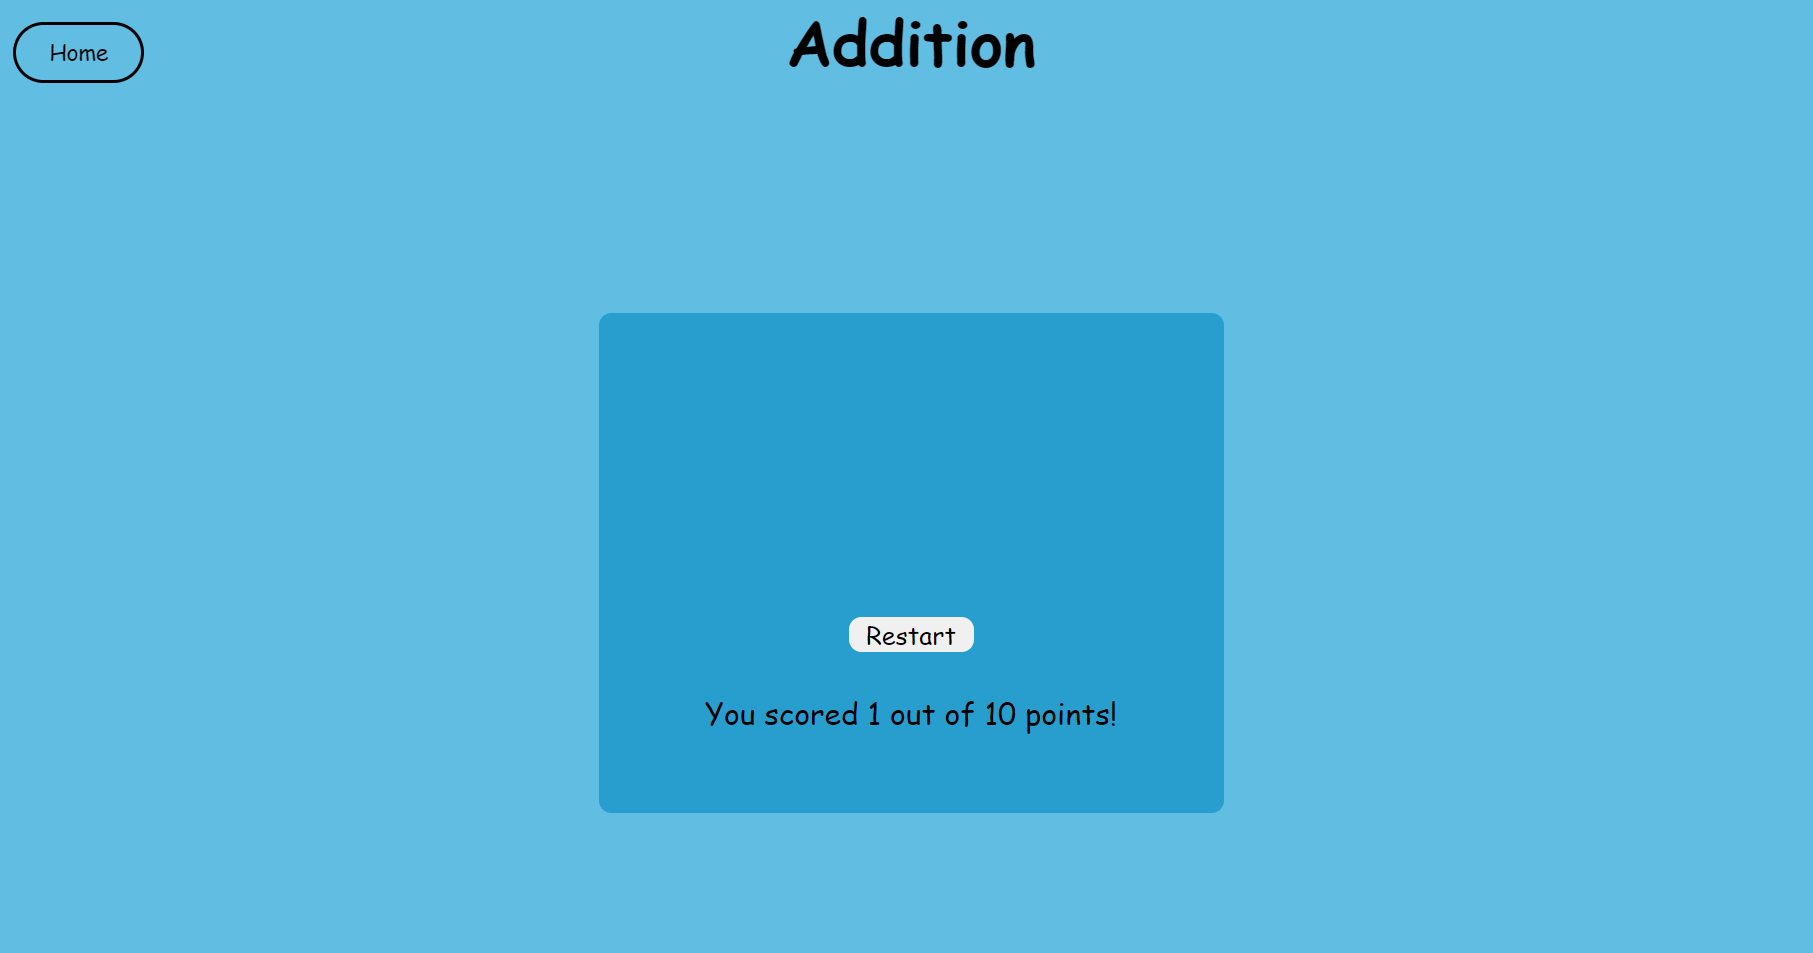 Home
Addition
Restart
You scored 1 out of 10 points!